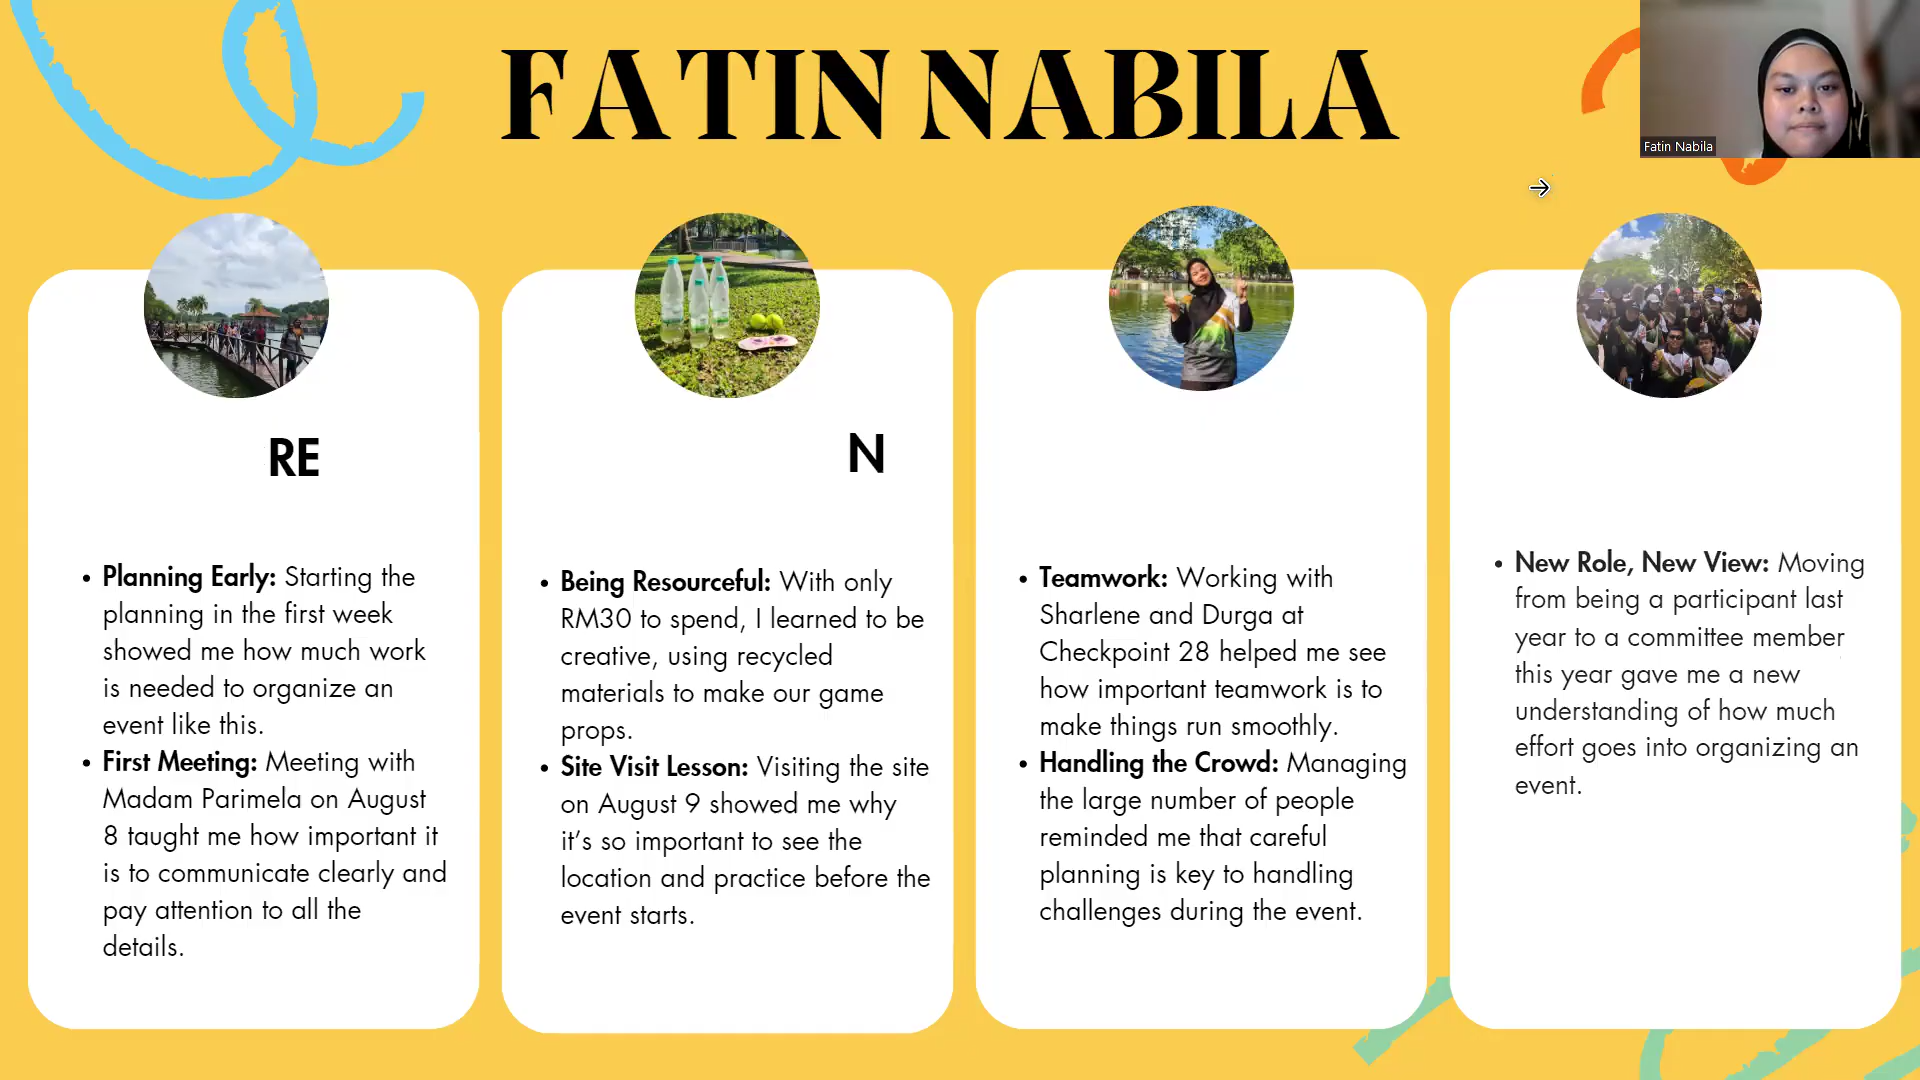 FATIN NABILA
Fatin Nabila
RE
Planning Early: Starting the
planning in the first week
showed me how much work
is needed to organize an
event like this.
First Meeting: Meeting with
Madam Parimela on August
8 taught me how important it
is to communicate clearly and
pay attention to all the
details.
N
Being Resourceful: With only
RM30 to spend, I learned to be
creative, using recycled
materials to make our game
props.
Site Visit Lesson: Visiting the site
on August 9 showed me why
it's so important to see the
location and practice before the
event starts.
Teamwork: Working with
Sharlene and Durga at
Checkpoint 28 helped me see
how important teamwork is to
make things run smoothly.
Handling the Crowd: Managing
the large number of people
reminded me that careful
planning is key to handling
challenges during the event.
New Role, New View: Moving
from being a participant last
year to a committee member
this year gave me a new
understanding of how much
effort goes into organizing an
event.